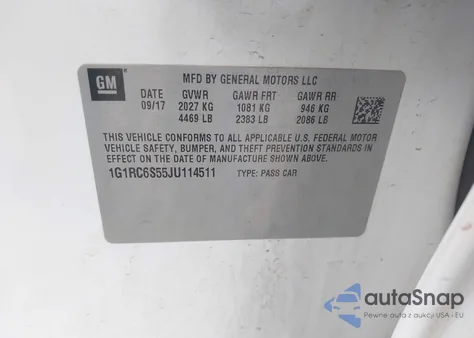 GM
MFD BY GENERAL MOTORS LLC
DATE GVWR GAWR FRT GAWR RR
09/17 2027 KG 1081 KG 946 KG
4469 LB 2383 LB 2086 LB
THIS VEHICLE CONFORMS TO ALL APPLICABLE U.S. FEDERAL MOTOR
VEHICLE SAFETY, BUMPER, AND THEFT PREVENTION STANDARDS
IN EFFECT ON THE DATE OF MANUFACTURE SHOWN ABOVE.
1G1RC6S55JU114511 TYPE: PASS CAR
autoSnap
Pewne auta z aukcji USA i EU